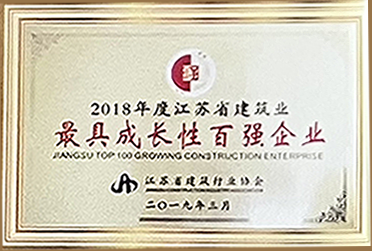 2018年度江苏省建筑业
最具成长性百强企业
JIANGSU TOP 100 GROWING CONSTRUCTION ENTERPRISE
江苏省建筑行业协会
二〇一九年三月